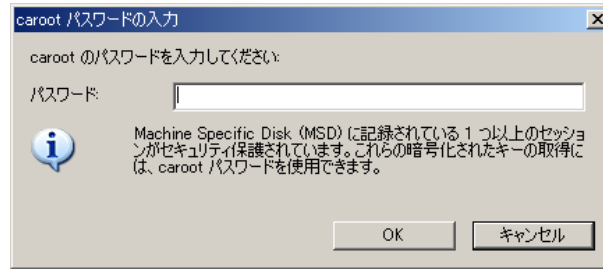 caroot パスワードの入力
caroot のパスワードを入力してください:
パスワード:
Machine Specific Disk (MSD) に記録されている 1 つ以上のセッショ
ンがセキュリティ保護されています。これらの暗号化されたキーの取得に
は、caroot パスワードを使用できます。
OK
キャンセル